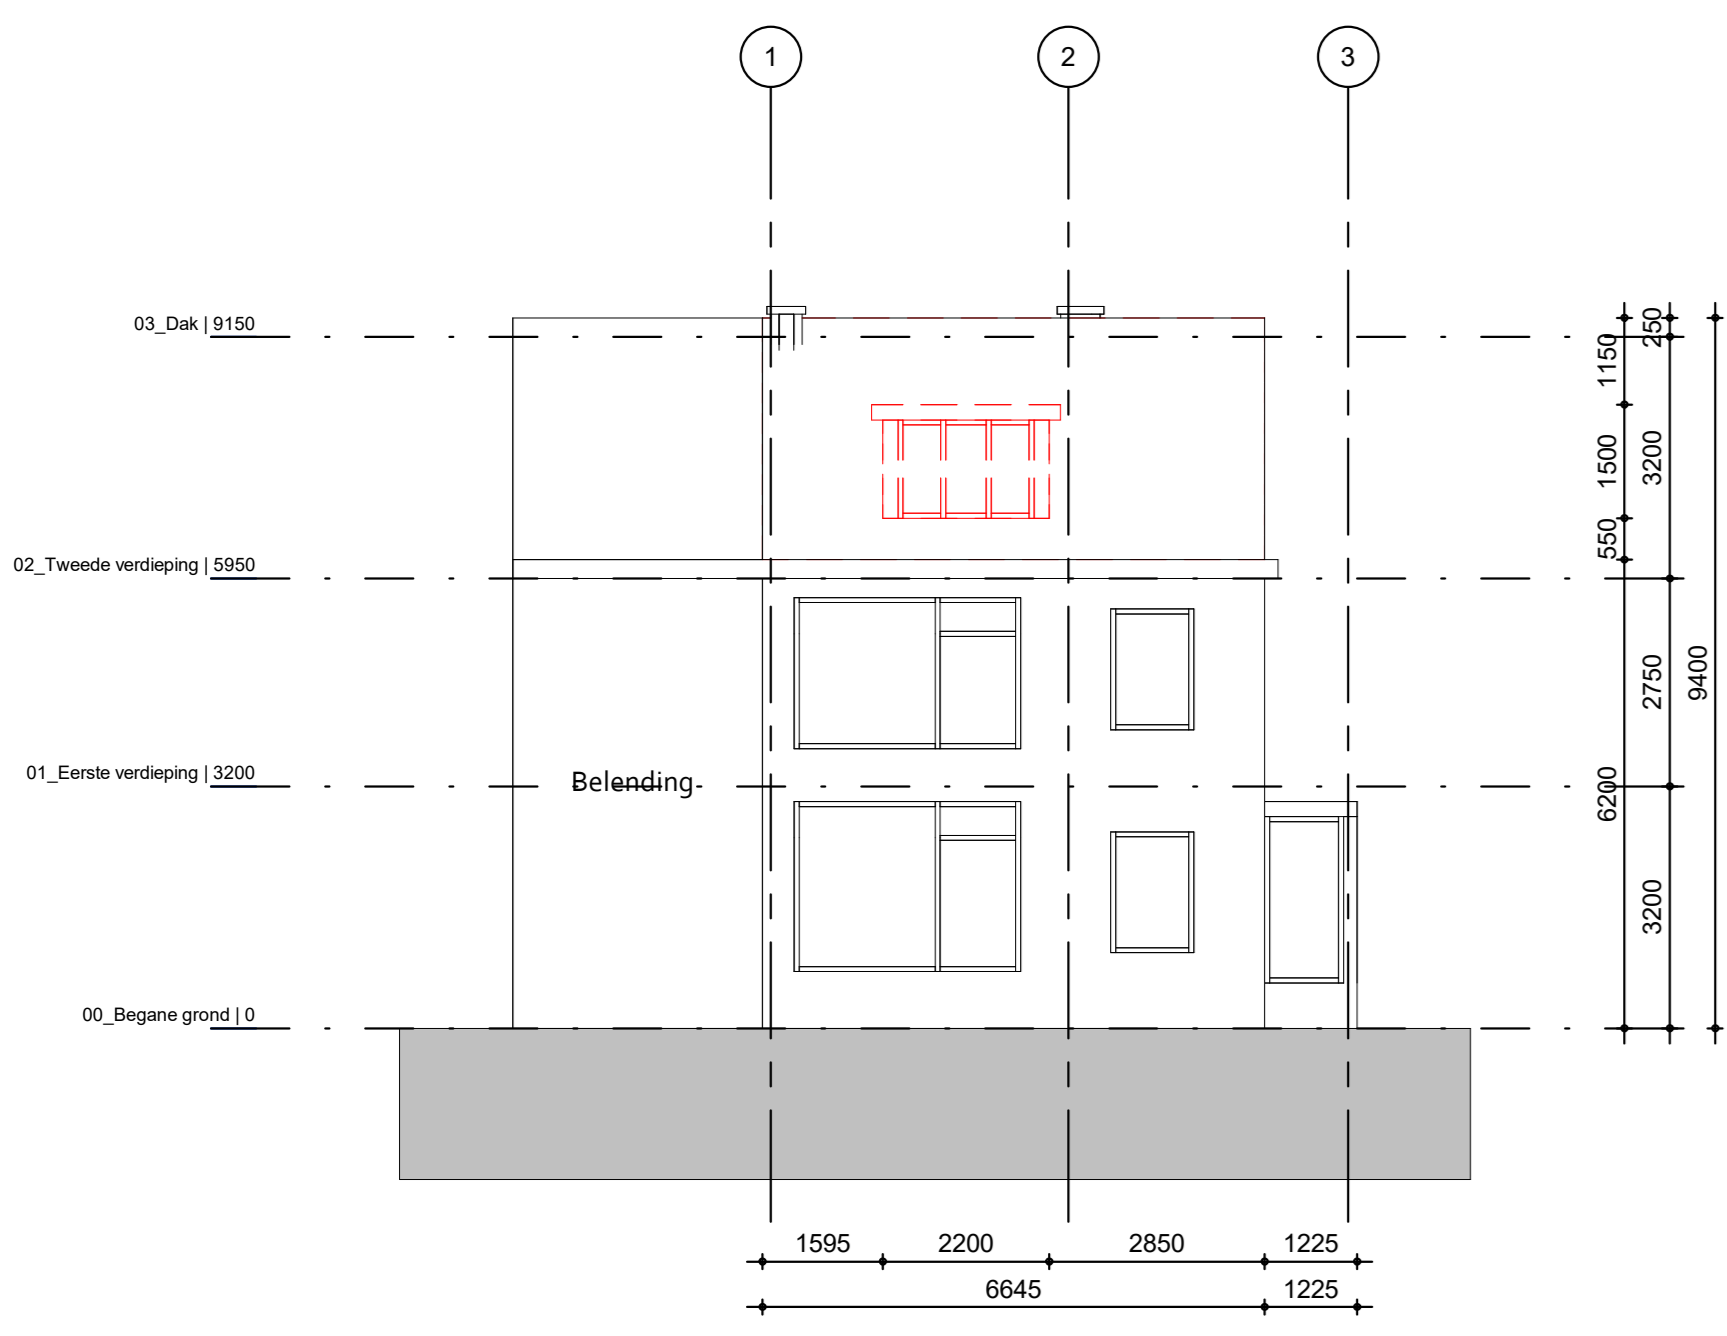 1 2 3
03_Dak | 9150
02_Tweede verdieping | 5950
01_Eerste verdieping | 3200
00_Begane grond | 0
Belending
1150
1500
550
6200
250
3200
2750
3200
9400
1595 2200 2850 1225
6645 1225